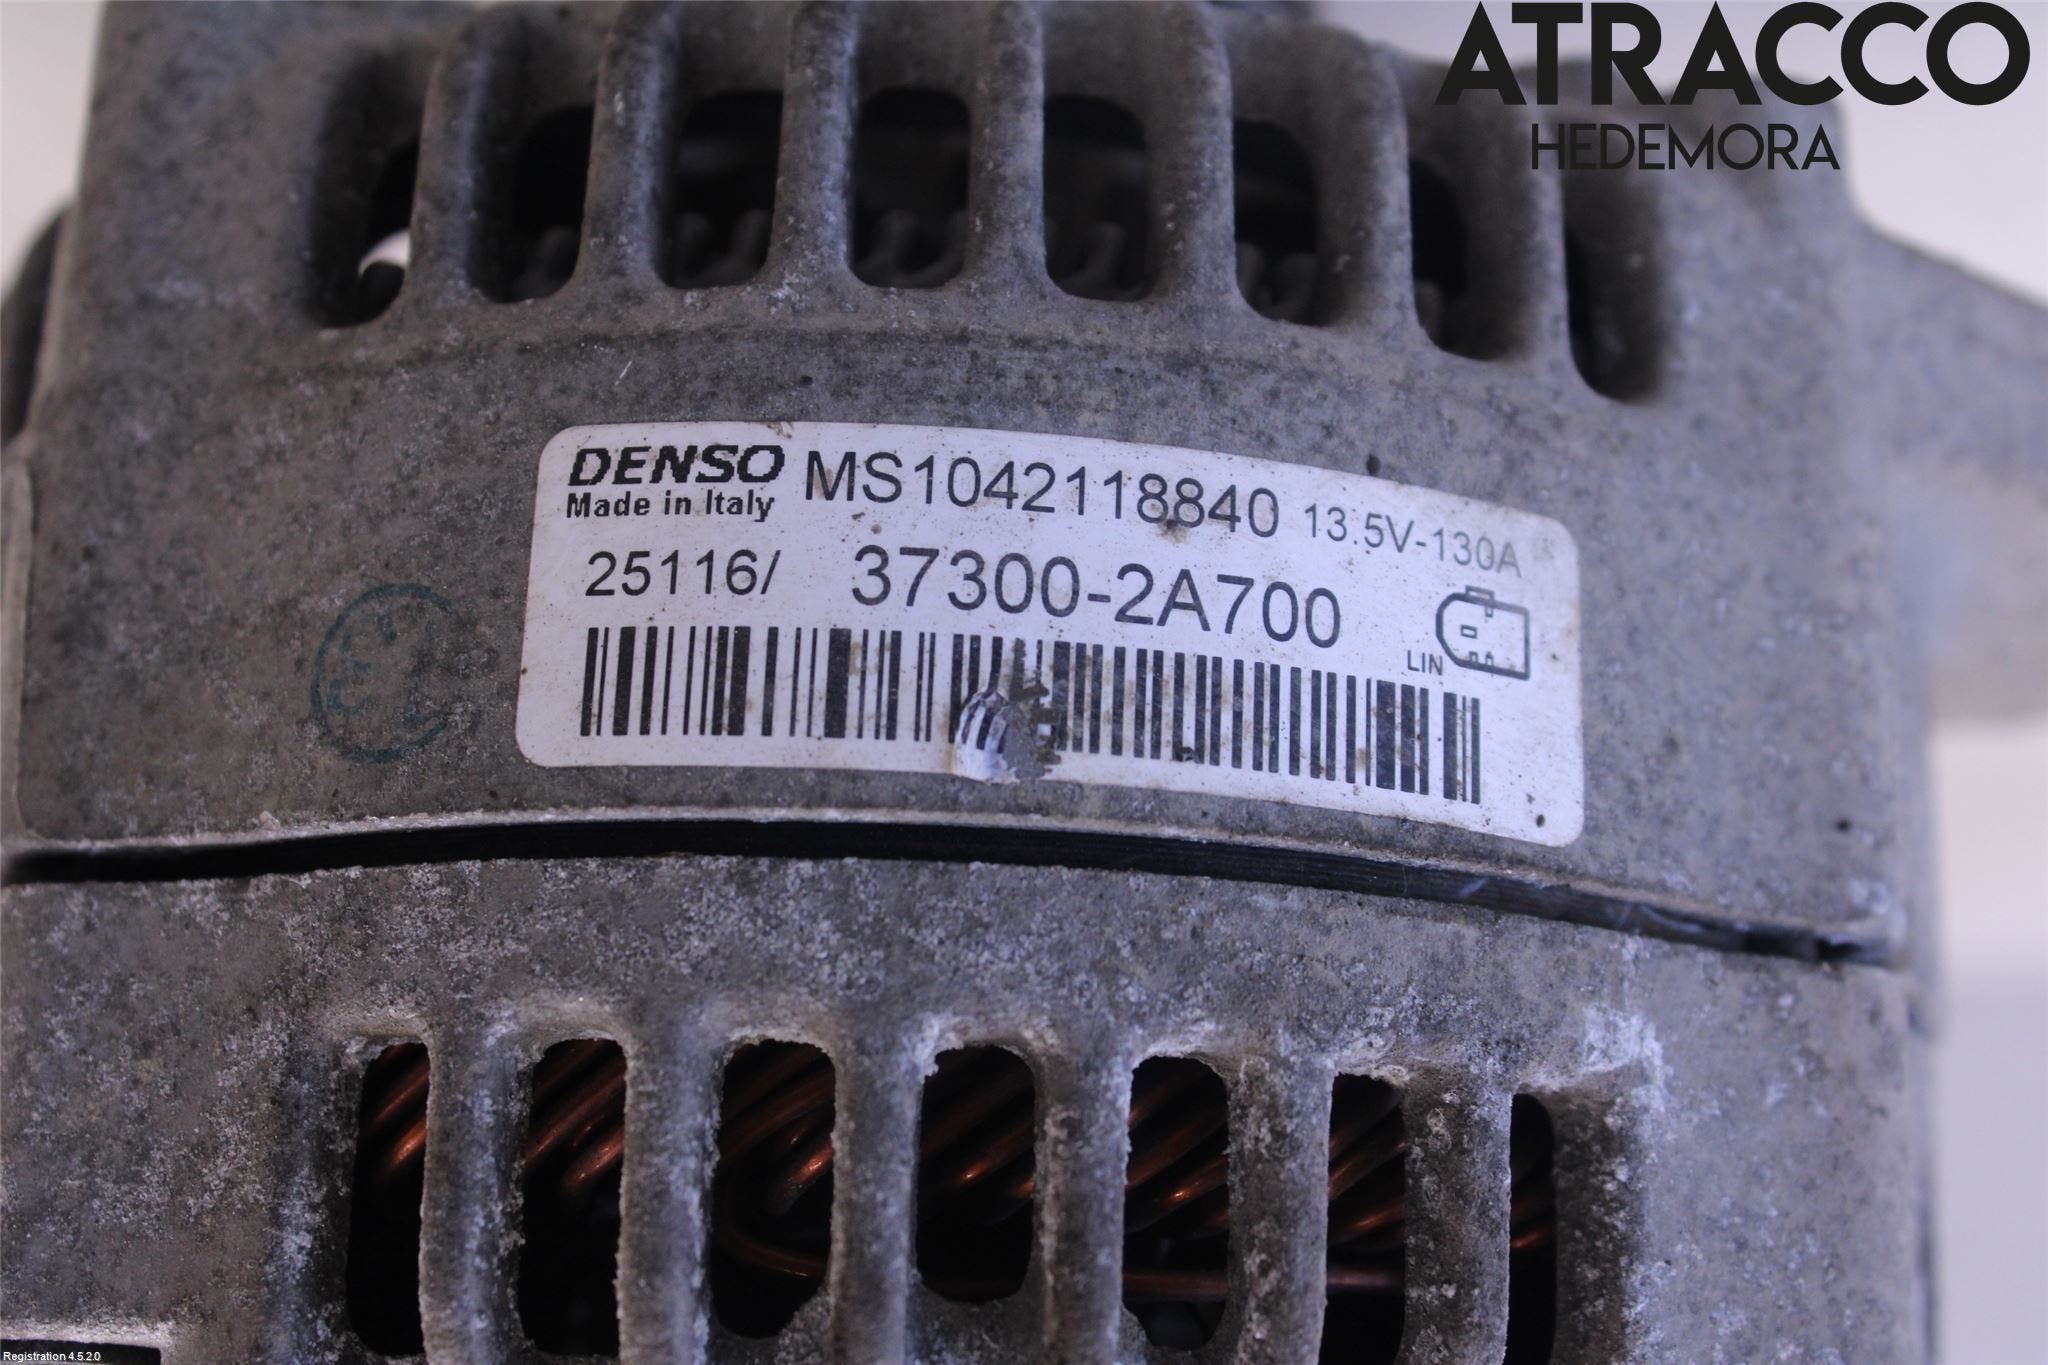 ATRACCO
HEDEMORA
DENSO MS1042118840 13.5V-130A
Made in Italy
25116/ 37300-2A700
LIN
Registration 4.5.2.0